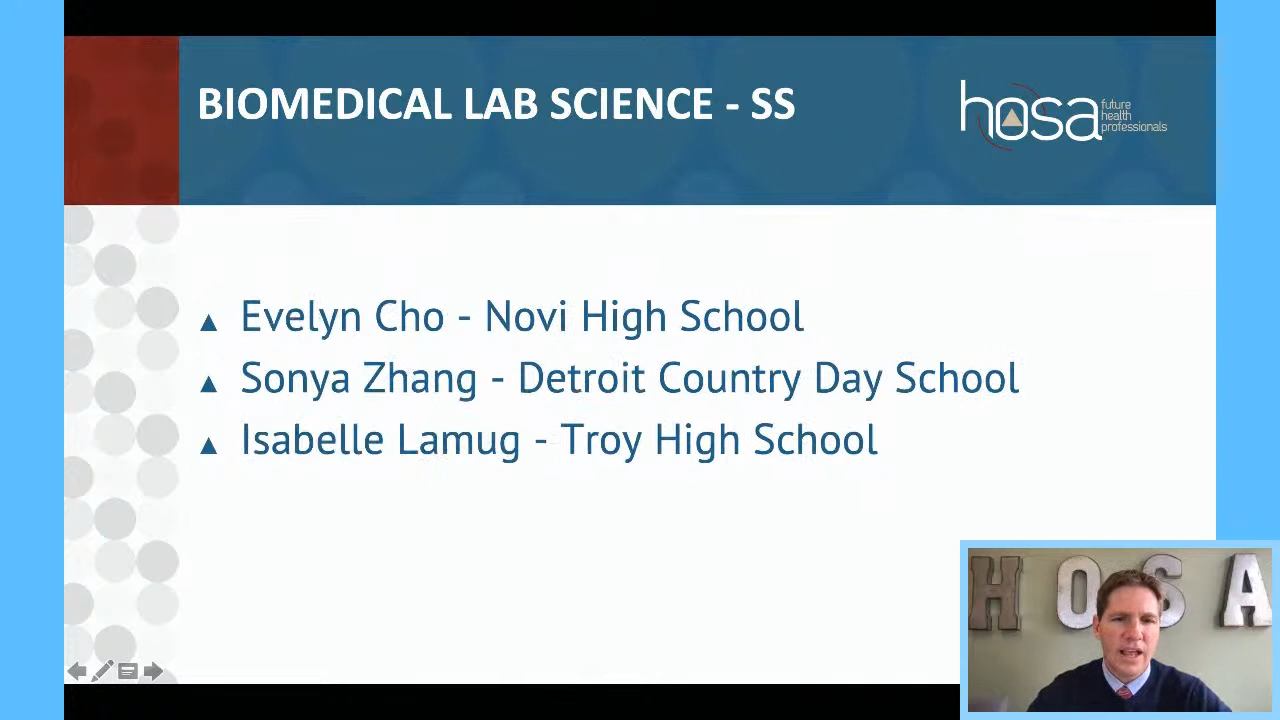 BIOMEDICAL LAB SCIENCE - SS
hosa
future
health
professionals
▲ Evelyn Cho - Novi High School
▲ Sonya Zhang - Detroit Country Day School
▲ Isabelle Lamug - Troy High School
HOSA